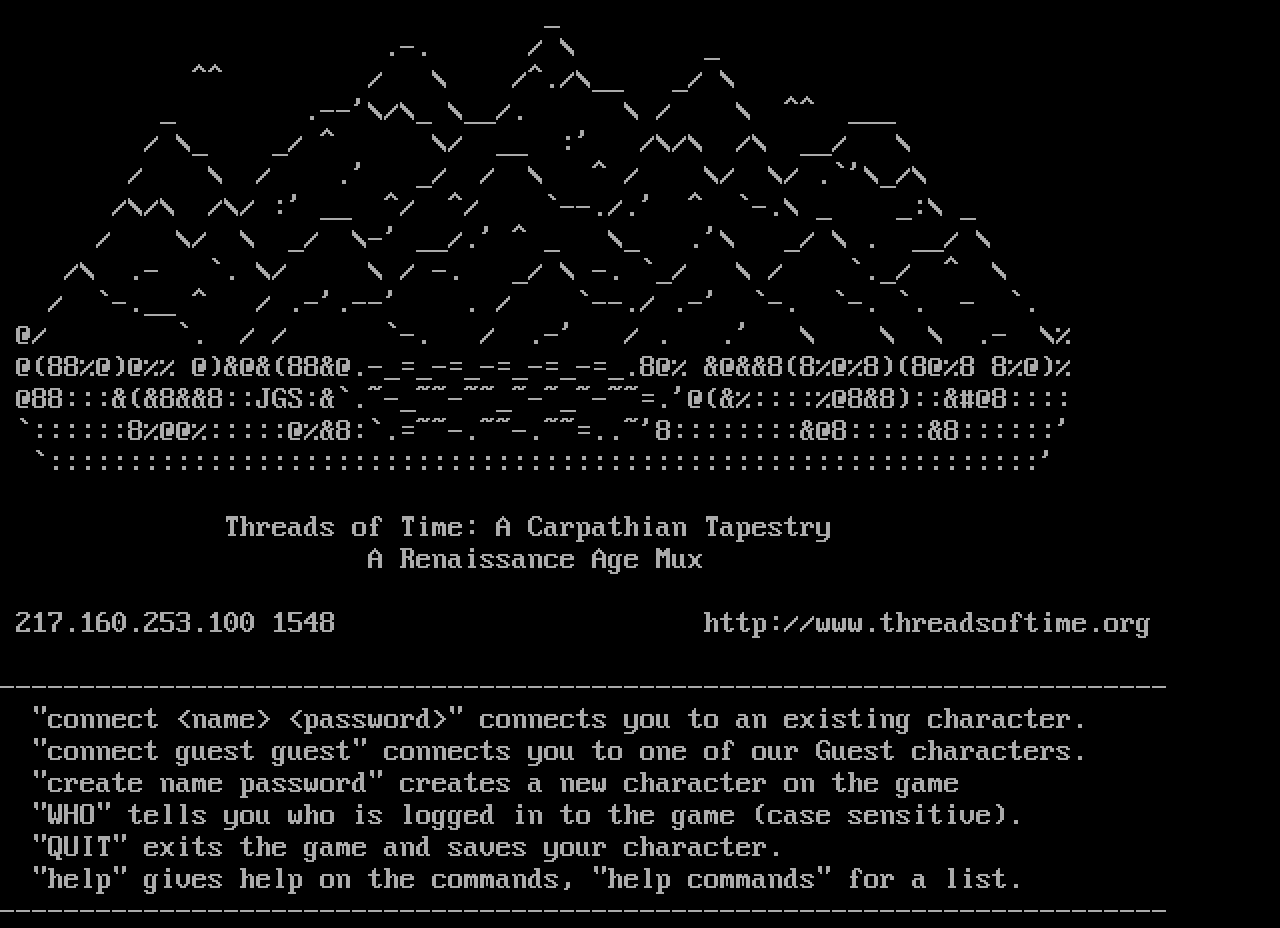 JGS
Threads of Time: A Carpathian Tapestry
A Renaissance Age Mux
217.160.253.100 1548 http://www.threadsoftime.org
"connect <name> <password>" connects you to an existing character.
"connect guest guest" connects you to one of our Guest characters.
"create name password" creates a new character on the game
"WHO" tells you who is logged in to the game (case sensitive).
"QUIT" exits the game and saves your character.
"help" gives help on the commands, "help commands" for a list.